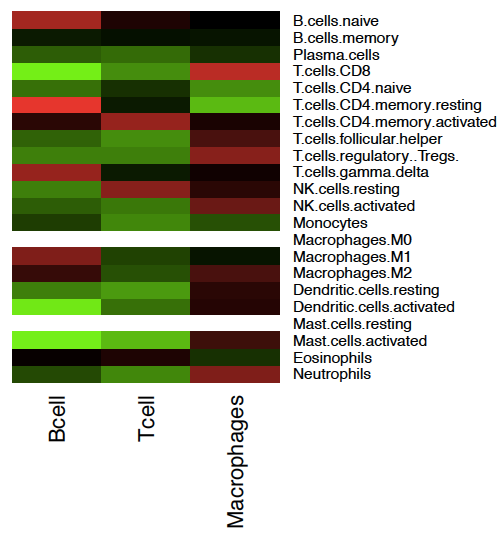 B.cells.naive
B.cells.memory
Plasma.cells
T.cells.CD8
T.cells.CD4.naive
T.cells.CD4.memory.resting
T.cells.CD4.memory.activated
T.cells.follicular.helper
T.cells.regulatory..Tregs.
T.cells.gamma.delta
NK.cells.resting
NK.cells.activated
Monocytes
Macrophages.M0
Macrophages.M1
Macrophages.M2
Dendritic.cells.resting
Dendritic.cells.activated
Mast.cells.resting
Mast.cells.activated
Eosinophils
Neutrophils
Bcell
Tcell
Macrophages